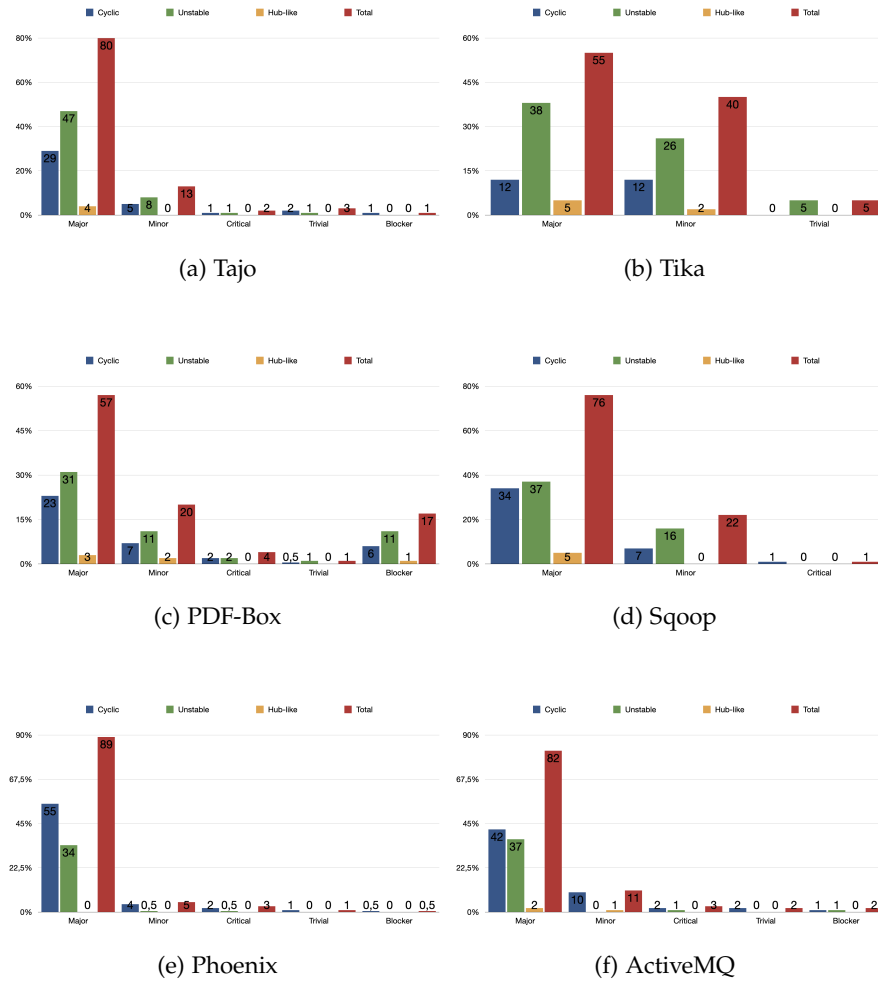 Cyclic Unstable Hub-like Total
80%
60%
40%
20%
0%
29 47 4 80 5 8 0 13 1 1 0 2 2 1 0 3 1 0 0 1
Major Minor Critical Trivial Blocker
(a) Tajo
Cyclic Unstable Hub-like Total
60%
45%
30%
15%
0%
12 38 5 55 12 26 2 40 0 5 0 5
Major Minor Trivial
(b) Tika
Cyclic Unstable Hub-like Total
60%
45%
30%
15%
0%
23 31 3 57 7 11 2 20 2 2 0 4 0,5 1 0 1 6 11 1 17
Major Minor Critical Trivial Blocker
(c) PDF-Box
Cyclic Unstable Hub-like Total
80%
60%
40%
20%
0%
34 37 5 76 7 16 0 22 1 0 0 1
Major Minor Critical
(d) Sqoop
Cyclic Unstable Hub-like Total
90%
67,5%
45%
22,5%
0%
55 34 0 89 4 0,5 0 5 2 0,5 0 3 1 0 0 1 0,5 0 0 0,5
Major Minor Critical Trivial Blocker
(e) Phoenix
Cyclic Unstable Hub-like Total
90%
67,5%
45%
22,5%
0%
42 37 2 82 10 0 1 11 2 1 0 3 2 0 0 2 1 1 0 2
Major Minor Critical Trivial Blocker
(f) ActiveMQ